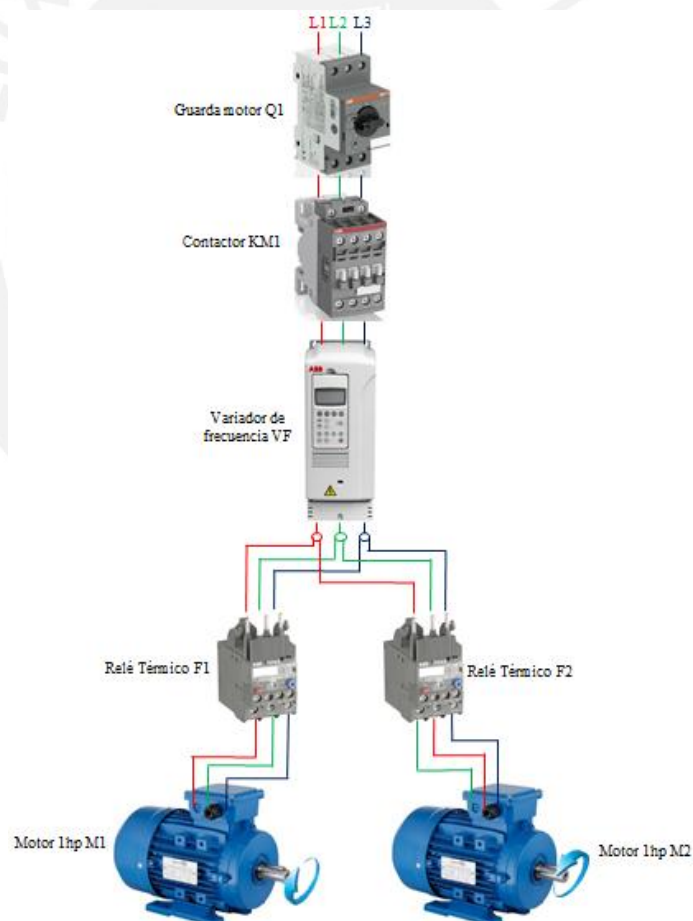 L1 L2 L3
Guarda motor Q1
Contactor KM1
ABB
Variador de
frecuencia VF
Relé Térmico F1
Relé Térmico F2
Motor 1hp M1
Motor 1hp M2